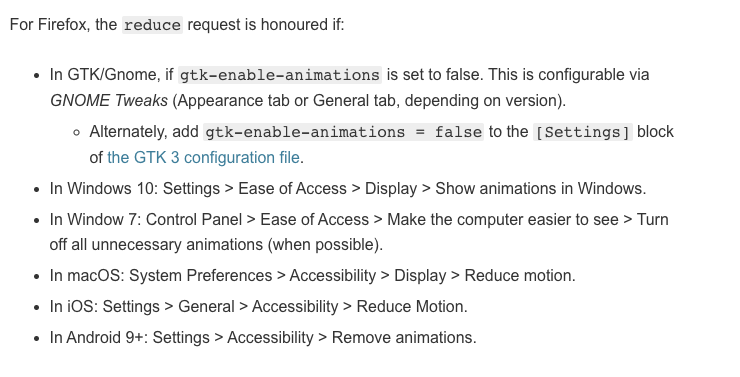 For Firefox, the reduce request is honoured if:
In GTK/Gnome, if gtk-enable-animations is set to false. This is configurable via
GNOME Tweaks (Appearance tab or General tab, depending on version).
Alternately, add gtk-enable-animations = false to the [Settings] block
of the GTK 3 configuration file.
In Windows 10: Settings > Ease of Access > Display > Show animations in Windows.
In Window 7: Control Panel > Ease of Access > Make the computer easier to see > Turn
off all unnecessary animations (when possible).
In macOS: System Preferences > Accessibility > Display > Reduce motion.
In iOS: Settings > General > Accessibility > Reduce Motion.
In Android 9+: Settings > Accessibility > Remove animations.